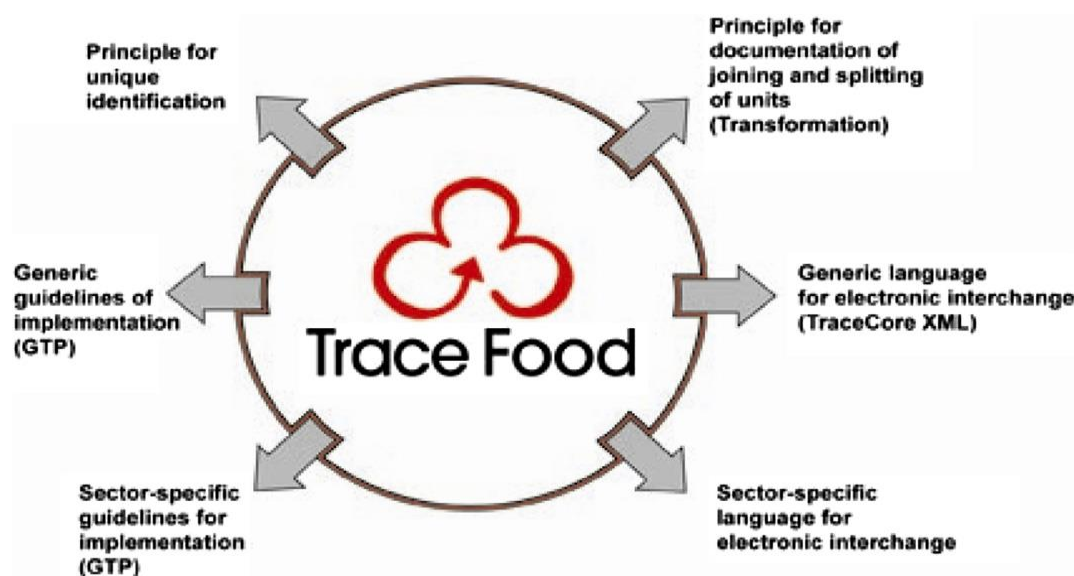 Principle for
unique
identification
Principle for
documentation of
joining and splitting
of units
(Transformation)
Generic
guidelines of
implementation
(GTP)
Generic language
for electronic interchange
(TraceCore XML)
Trace Food
Sector-specific
guidelines for
implementation
(GTP)
Sector-specific
language for
electronic interchange